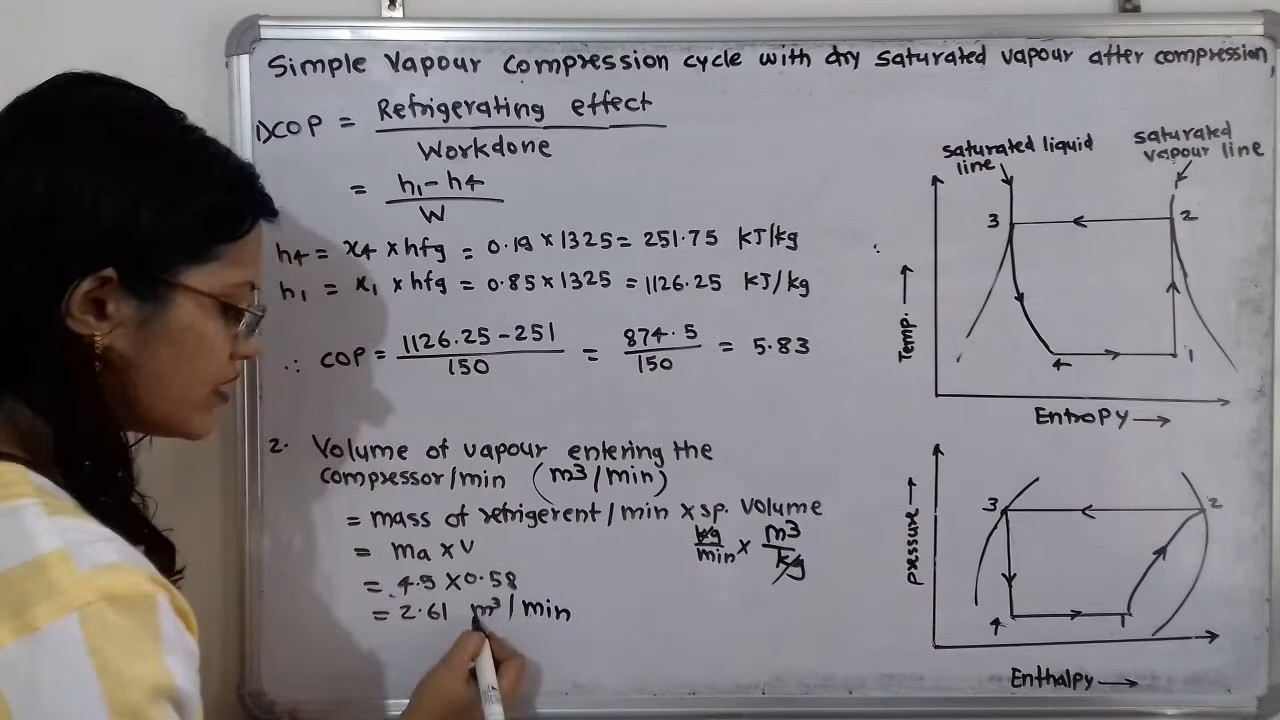 Simple Vapour compression cycle with dry saturated vapour after compression,
1) COP = Refrigerating effect
Workdone
= h1 - h4
W
h4 = x4 × hfg = 0.19 × 1325 = 251.75 KJ/kg
h1 = x1 × hfg = 0.85 × 1325 = 1126.25 KJ/kg
∴ COP = 1126.25 - 251 = 874.5 = 5.83
150 150
2. Volume of vapour entering the
compressor/min (m3/min)
= mass of refrigerent/min × sp. volume
= ma × v
kg × m3
min kg
= 4.5 × 0.58
= 2.61 m³/min
saturated liquid
line
saturated
vapour line
3
2
4
1
Temp. →
Entropy →
3
2
4
1
pressure →
Enthalpy →